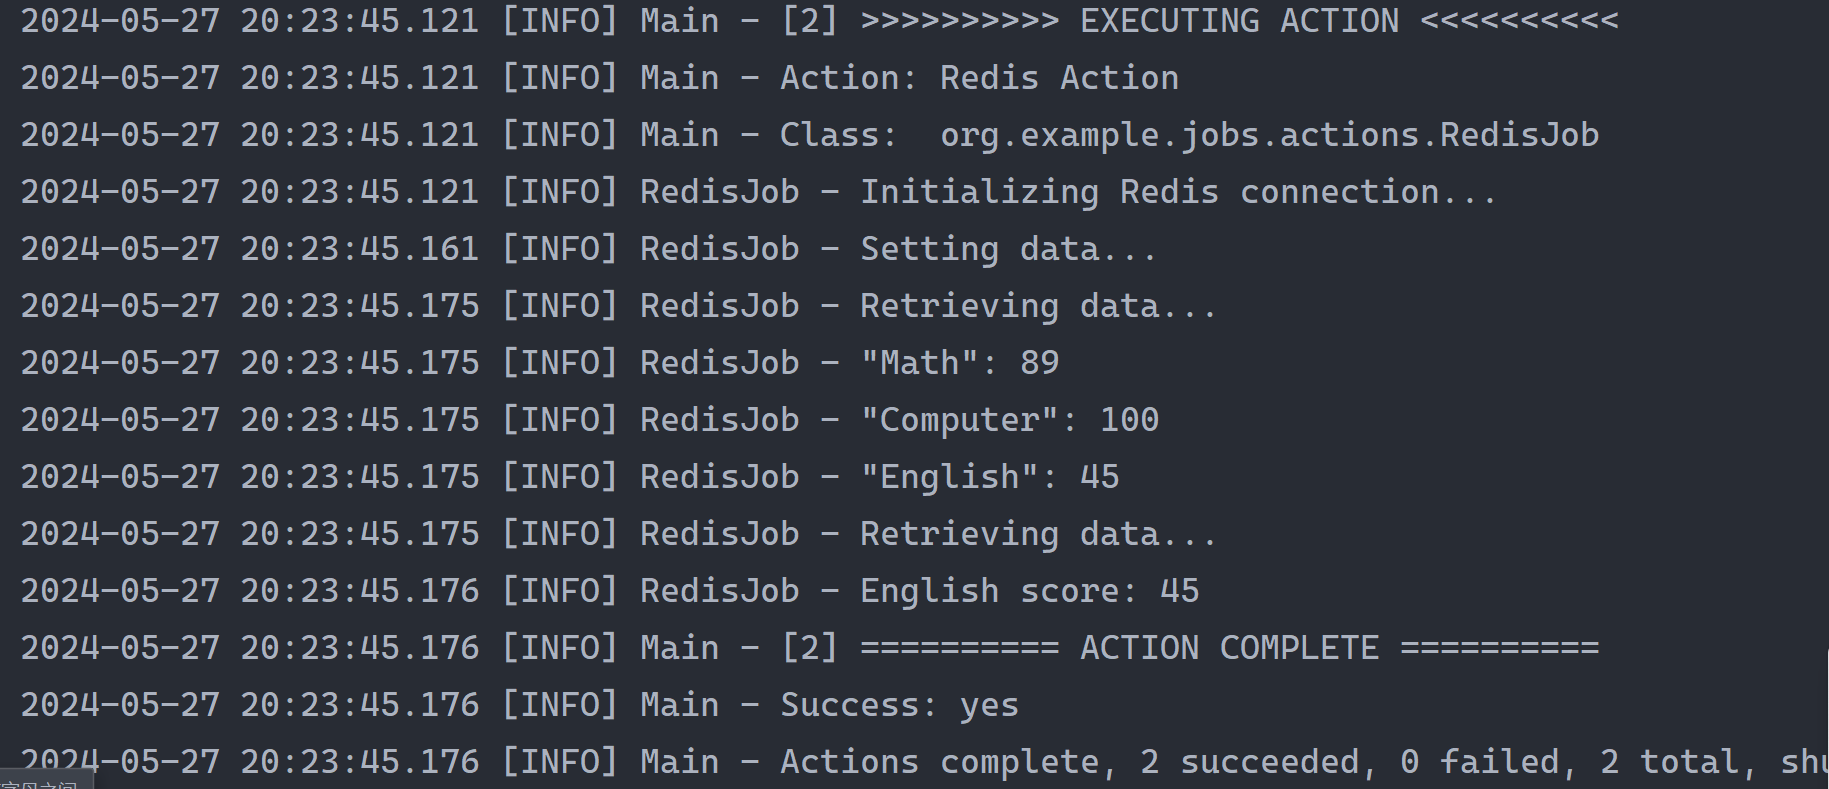 2024-05-27 20:23:45.121 [INFO] Main - [2] >>>>>>>>>> EXECUTING ACTION <<<<<<<<<<
2024-05-27 20:23:45.121 [INFO] Main - Action: Redis Action
2024-05-27 20:23:45.121 [INFO] Main - Class:  org.example.jobs.actions.RedisJob
2024-05-27 20:23:45.121 [INFO] RedisJob - Initializing Redis connection...
2024-05-27 20:23:45.161 [INFO] RedisJob - Setting data...
2024-05-27 20:23:45.175 [INFO] RedisJob - Retrieving data...
2024-05-27 20:23:45.175 [INFO] RedisJob - "Math": 89
2024-05-27 20:23:45.175 [INFO] RedisJob - "Computer": 100
2024-05-27 20:23:45.175 [INFO] RedisJob - "English": 45
2024-05-27 20:23:45.175 [INFO] RedisJob - Retrieving data...
2024-05-27 20:23:45.176 [INFO] RedisJob - English score: 45
2024-05-27 20:23:45.176 [INFO] Main - [2] ========== ACTION COMPLETE ==========
2024-05-27 20:23:45.176 [INFO] Main - Success: yes
2024-05-27 20:23:45.176 [INFO] Main - Actions complete, 2 succeeded, 0 failed, 2 total,